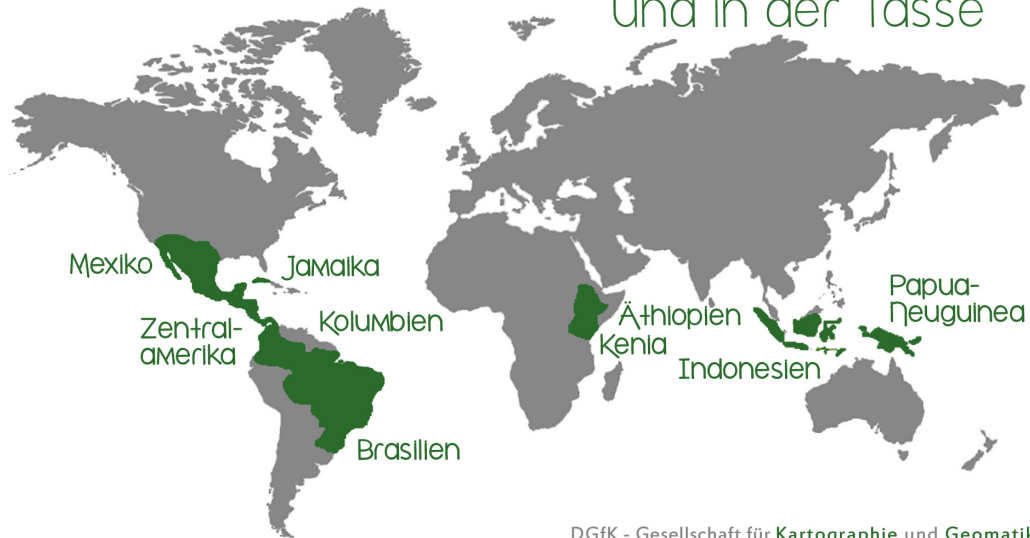 und in der Tasse
Mexiko
Jamaika
Zentral-
amerika
Kolumbien
Brasilien
Äthiopien
Kenia
Indonesien
Papua-
Neuguinea
DGfK - Gesellschaft für Kartographie und Geomatik